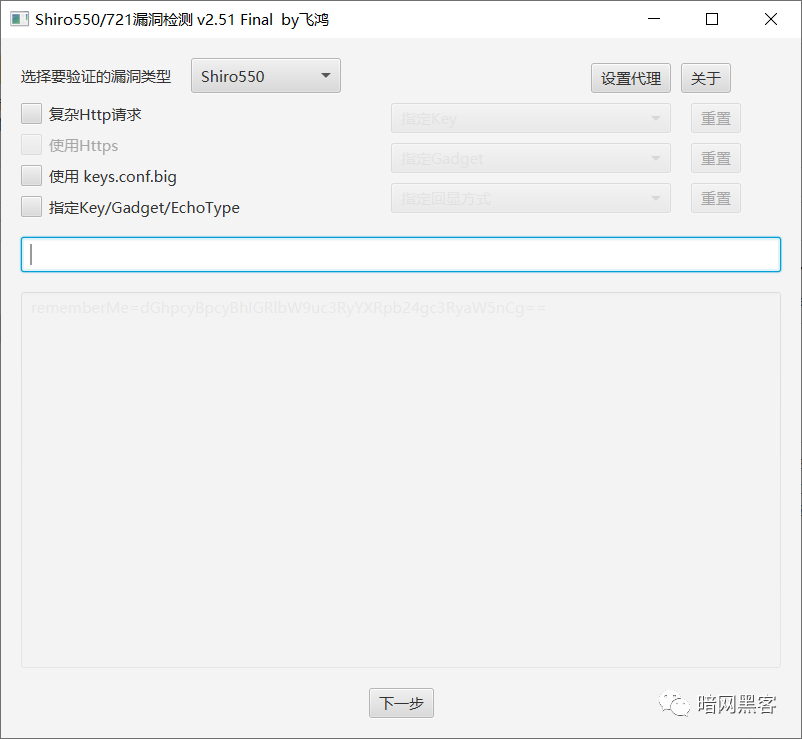 Shiro550/721漏洞检测 v2.51 Final by飞鸿
选择要验证的漏洞类型
Shiro550
设置代理
关于
复杂Http请求
指定Key
重置
使用Https
指定Gadget
重置
使用 keys.conf.big
指定回显方式
重置
指定Key/Gadget/EchoType
rememberMe=dGhpcyBpcyBhIGRlbW9uc3RyYXRpb24gc3RyaW5nCg==
下一步
暗网黑客